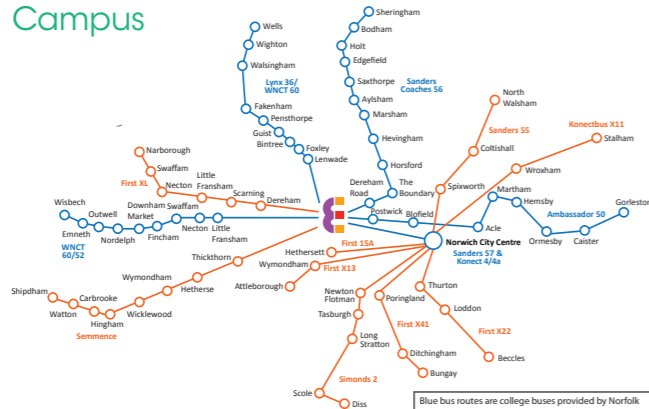 Campus
Wells
Wighton
Walsingham
Lynx 36/
WNCT 60
Fakenham
Pensthorpe
Guist
Bintree
Foxley
Lenwade
Sheringham
Bodham
Holt
Edgefield
Saxthorpe
Sanders
Coaches 56
Aylsham
Marsham
Hevingham
Horsford
The
Boundary
Dereham
Road
North
Walsham
Sanders 55
Coltishall
Spixworth
Konectbus X11
Stalham
Wroxham
Narborough
Swaffam
First XL
Necton
Little
Fransham
Scarning
Dereham
Wisbech
Emneth
Outwell
Nordelph
Downham
Market
Fincham
Swaffam
Necton
Little
Fransham
WNCT
60/52
Postwick
Blofield
Acle
Martham
Hemsby
Ormesby
Ambassador 50
Caister
Gorleston
Norwich City Centre
Sanders 57 &
Konect 4/4a
Thickthorn
Hetherse
Wymondham
Wicklewood
Hingham
Carbrooke
Watton
Shipdham
Semmence
First 15A
Hethersett
Wymondham
First X13
Attleborough
Newton
Flotman
Tasburgh
Long
Stratton
Simonds 2
Scole
Diss
Poringland
First X41
Ditchingham
Bungay
Thurton
Loddon
First X22
Beccles
Blue bus routes are college buses provided by Norfolk